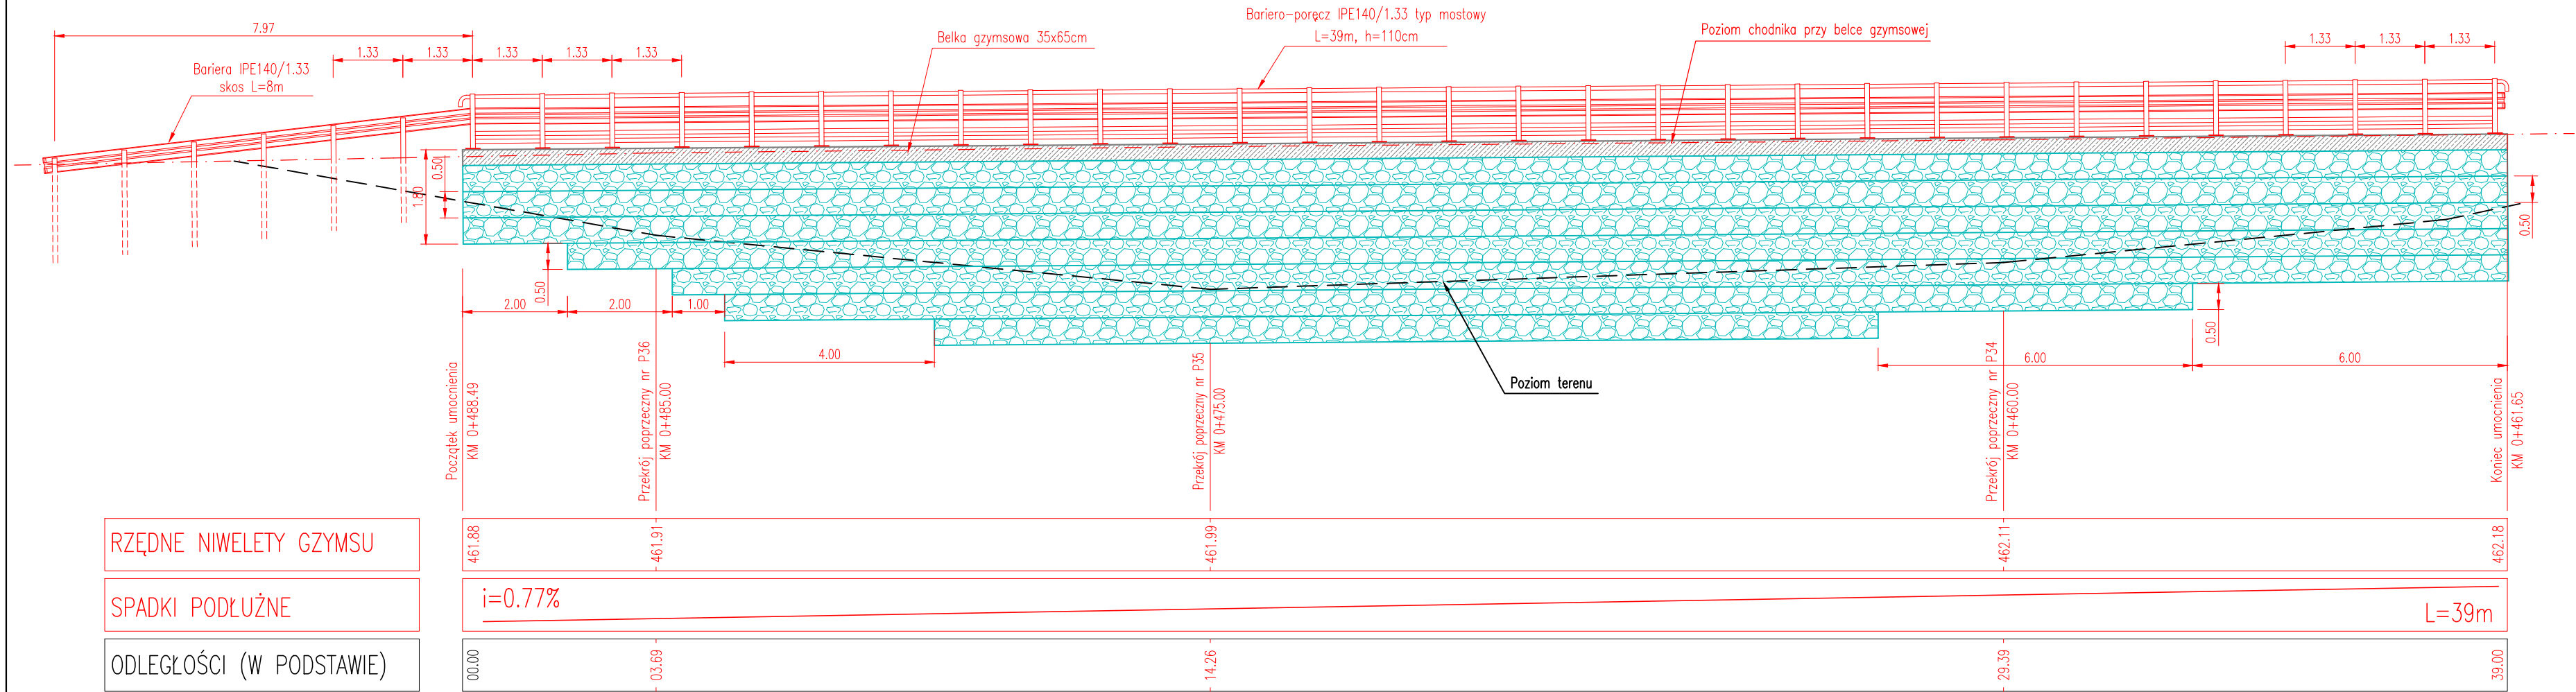 7.97
1.33
1.33
1.33
1.33
1.33
Bariera IPE140/1.33
skos L=8m
Belka gzymsowa 35x65cm
Bariero-poręcz IPE140/1.33 typ mostowy
L=39m, h=110cm
Poziom chodnika przy belce gzymsowej
1.33
1.33
1.33
0.50
1.80
0.50
0.50
2.00
2.00
1.00
4.00
0.50
6.00
6.00
Poziom terenu
Początek umocnienia
KM 0+488.49
Przekrój poprzeczny nr P36
KM 0+485.00
Przekrój poprzeczny nr P35
KM 0+475.00
Przekrój poprzeczny nr P34
KM 0+460.00
Koniec umocnienia
KM 0+461.65
RZĘDNE NIWELETY GZYMSU
461.88
461.91
461.99
462.11
462.18
SPADKI PODŁUŻNE
i=0.77%
L=39m
ODLEGŁOŚCI (W PODSTAWIE)
00.00
03.69
14.26
29.39
39.00